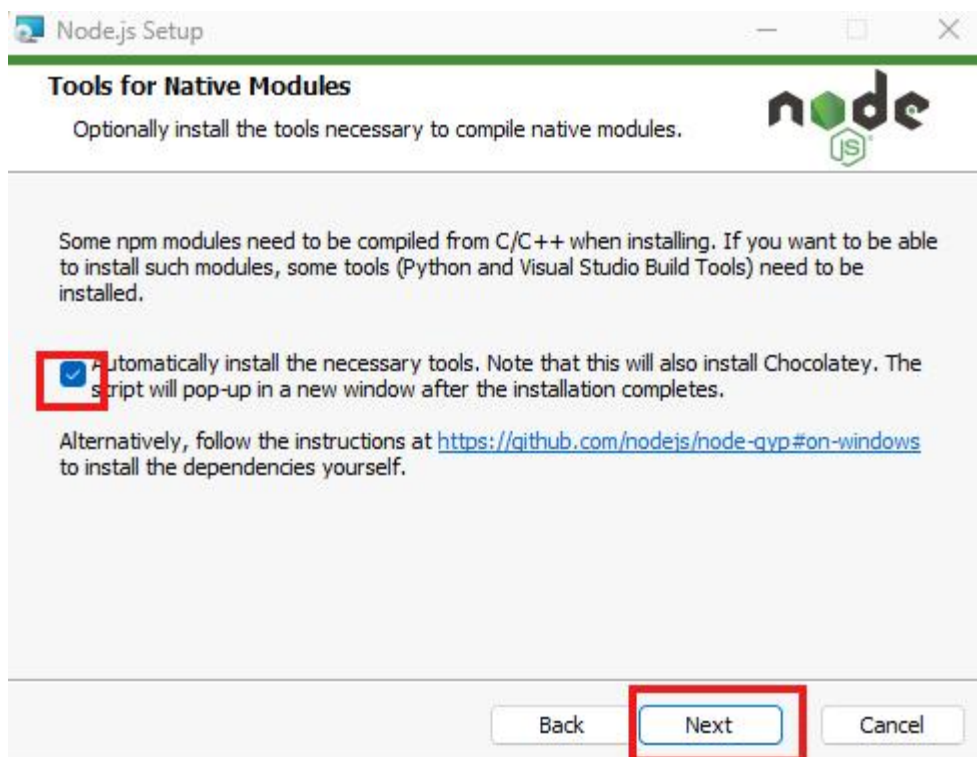 Node.js Setup
Tools for Native Modules
Optionally install the tools necessary to compile native modules.
node
JS
Some npm modules need to be compiled from C/C++ when installing. If you want to be able
to install such modules, some tools (Python and Visual Studio Build Tools) need to be
installed.
Automatically install the necessary tools. Note that this will also install Chocolatey. The
script will pop-up in a new window after the installation completes.
Alternatively, follow the instructions at https://github.com/nodejs/node-gyp#on-windows
to install the dependencies yourself.
Back
Next
Cancel